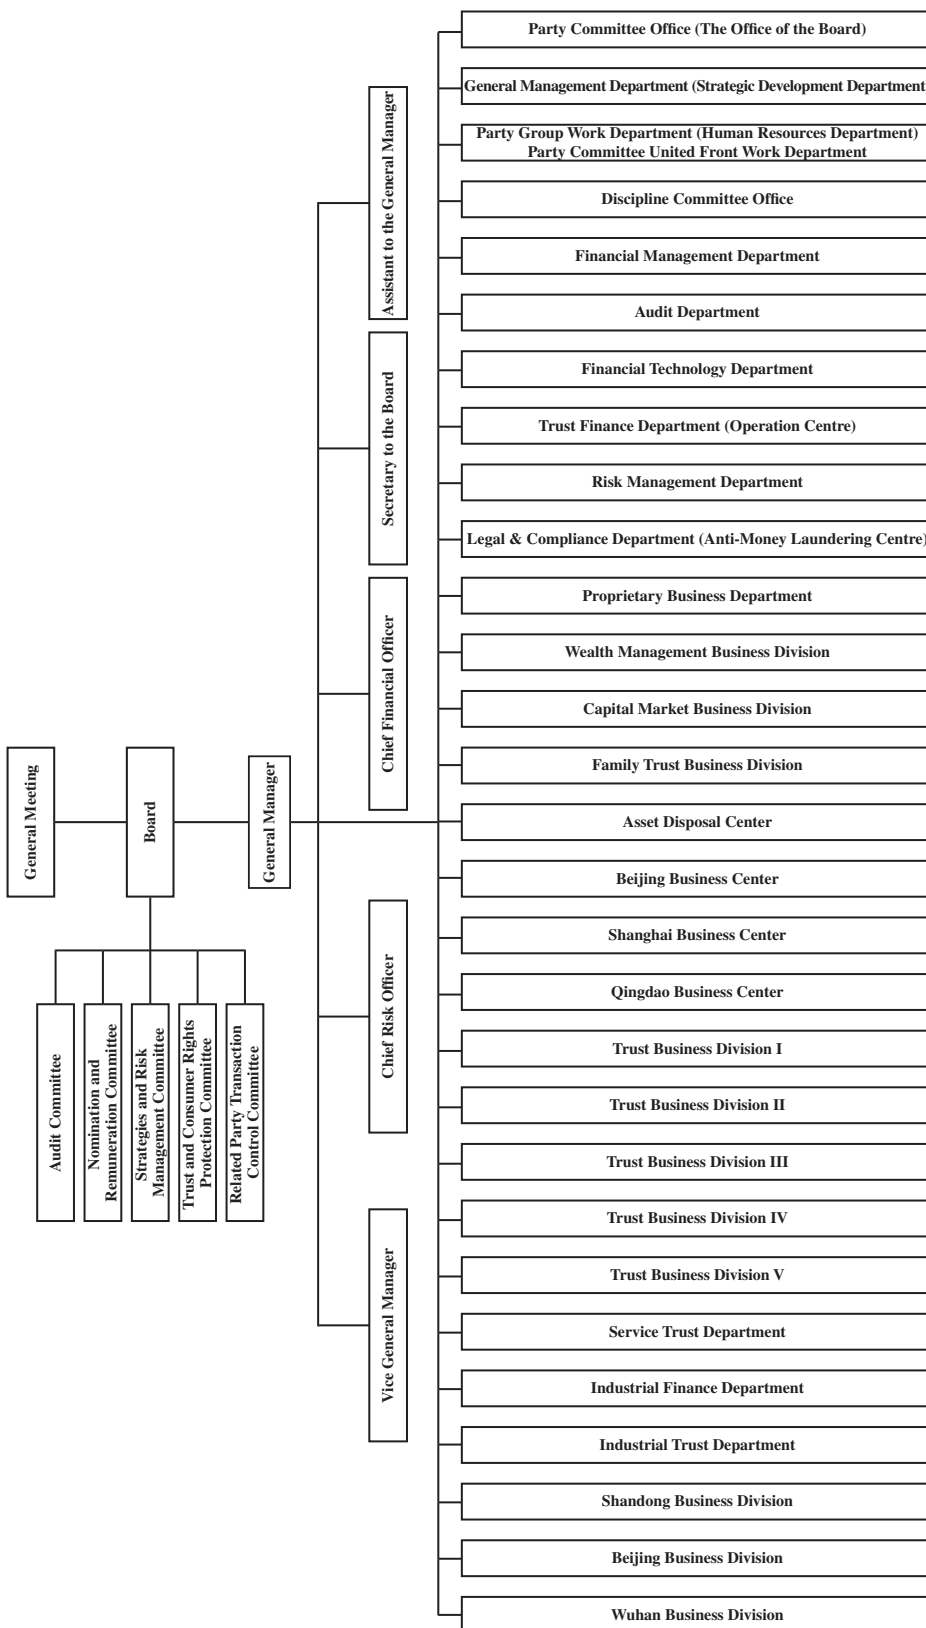 General Meeting
Board
General Manager
Audit Committee
Nomination and
Remuneration Committee
Strategies and Risk
Management Committee
Trust and Consumer Rights
Protection Committee
Related Party Transaction
Control Committee
Assistant to the General Manager
Secretary to the Board
Chief Financial Officer
Chief Risk Officer
Vice General Manager
Party Committee Office (The Office of the Board)
General Management Department (Strategic Development Department
Party Group Work Department (Human Resources Department)
Party Committee United Front Work Department
Discipline Committee Office
Financial Management Department
Audit Department
Financial Technology Department
Trust Finance Department (Operation Centre)
Risk Management Department
Legal & Compliance Department (Anti-Money Laundering Centre)
Proprietary Business Department
Wealth Management Business Division
Capital Market Business Division
Family Trust Business Division
Asset Disposal Center
Beijing Business Center
Shanghai Business Center
Qingdao Business Center
Trust Business Division I
Trust Business Division II
Trust Business Division III
Trust Business Division IV
Trust Business Division V
Service Trust Department
Industrial Finance Department
Industrial Trust Department
Shandong Business Division
Beijing Business Division
Wuhan Business Division